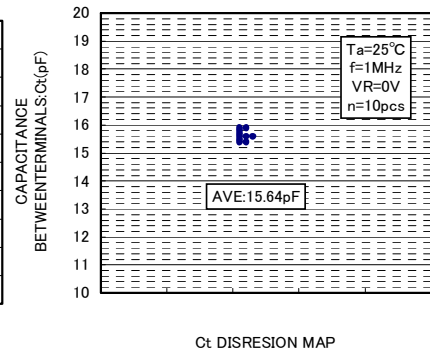 20
19
18
17
16
15
14
13
12
11
10
CAPACITANCE
BETWEENTERMINALS:Ct(pF)
Ta=25°C
f=1MHz
VR=0V
n=10pcs
AVE:15.64pF
Ct DISRESION MAP